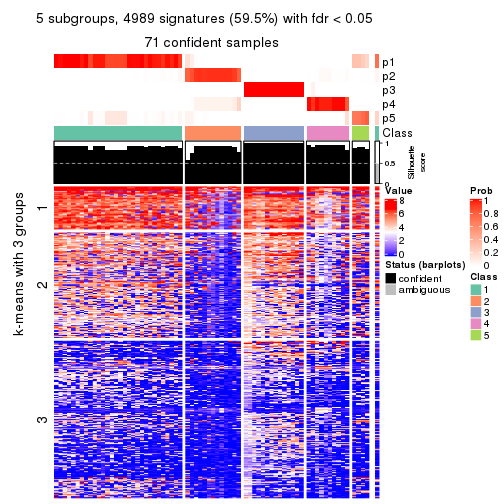 5 subgroups, 4989 signatures (59.5%) with fdr < 0.05
71 confident samples
p1
p2
p3
p4
p5
Class
1
0.5
0
Silhouette
score
k-means with 3 groups
1
2
3
Value
8
6
4
2
0
Status (barplots)
confident
ambiguous
Prob
1
0.8
0.6
0.4
0.2
0
Class
1
2
3
4
5